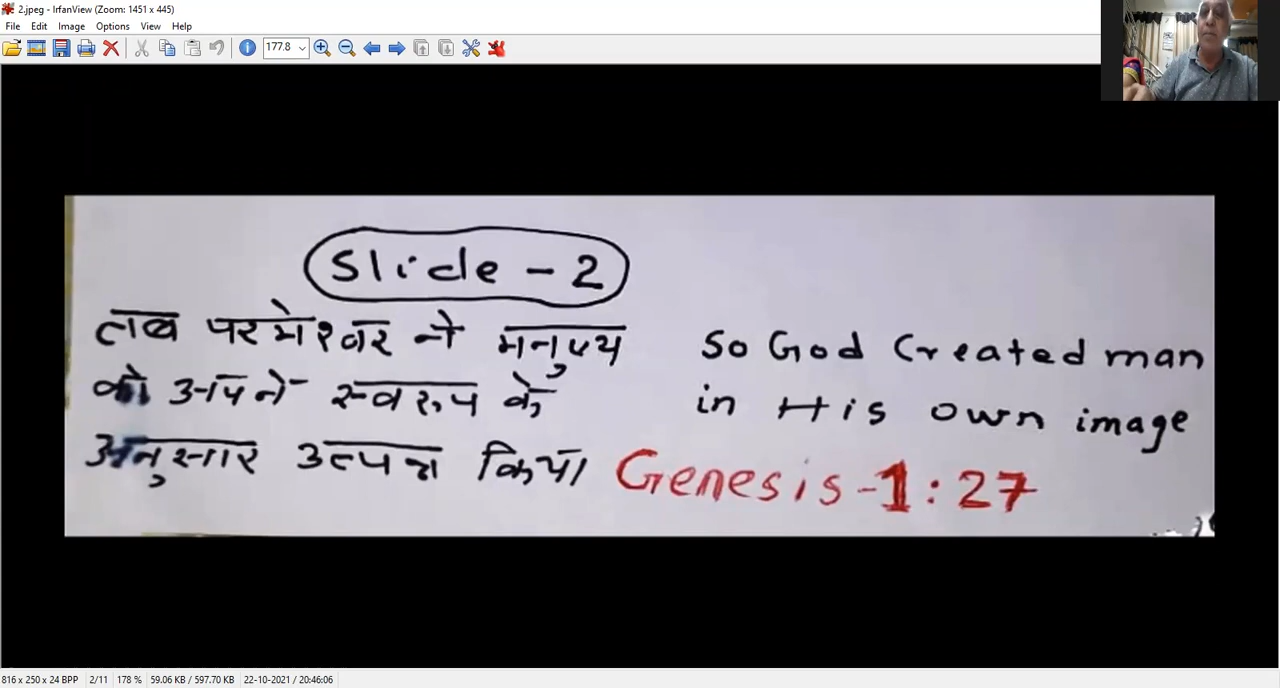 2.jpeg - IrfanView (Zoom: 1451 x 445)
File Edit Image Options View Help
177.8
Slide - 2
तब परमेश्वर ने मनुष्य
को अपने स्वरूप के
अनुसार उत्पन्न किया
So God Created man
in His own image
Genesis-1:27
816 x 250 x 24 BPP 2/11 178 % 59.06 KB / 597.70 KB 22-10-2021 / 20:46:06